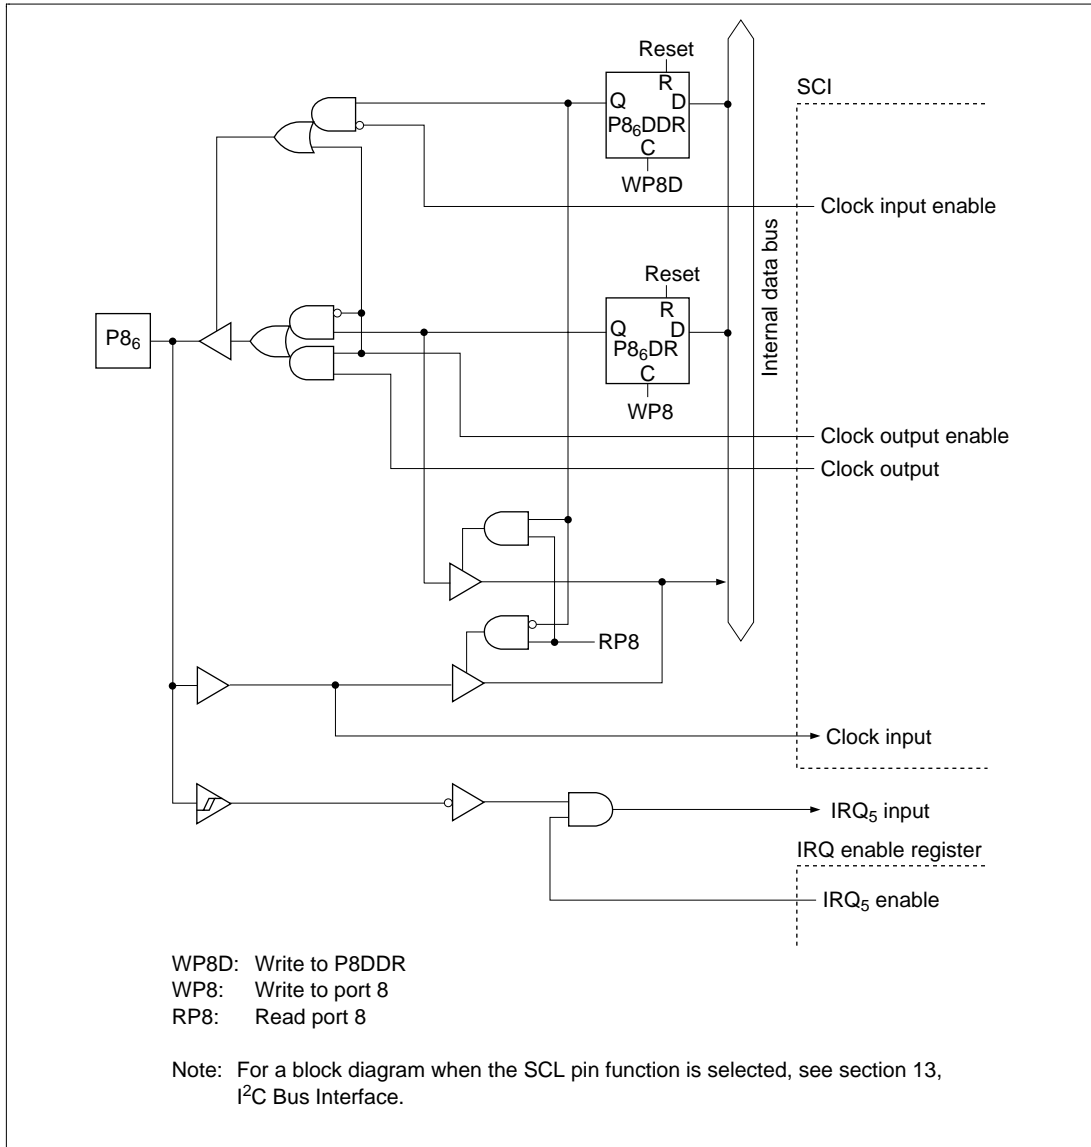 Reset
R
Q D
P8₆DDR
C
WP8D
SCI
Clock input enable
Internal data bus
Reset
R
Q D
P8₆DR
C
WP8
P8₆
Clock output enable
Clock output
RP8
Clock input
IRQ₅ input
IRQ enable register
IRQ₅ enable
WP8D: Write to P8DDR
WP8: Write to port 8
RP8: Read port 8
Note: For a block diagram when the SCL pin function is selected, see section 13,
I²C Bus Interface.